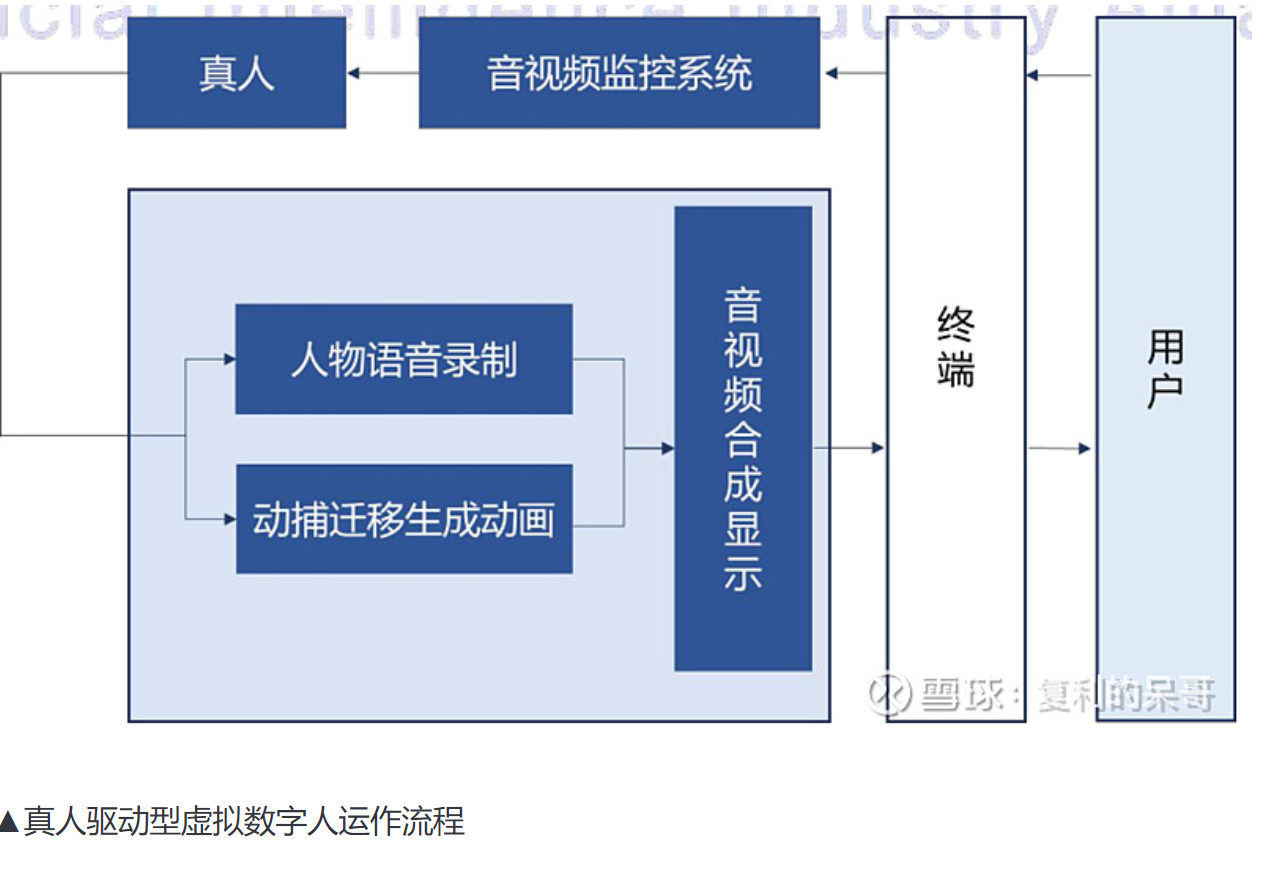 真人
音视频监控系统
人物语音录制
动捕迁移生成动画
音视频合成显示
终端
用户
雪球：复利的呆哥
▲真人驱动型虚拟数字人运作流程